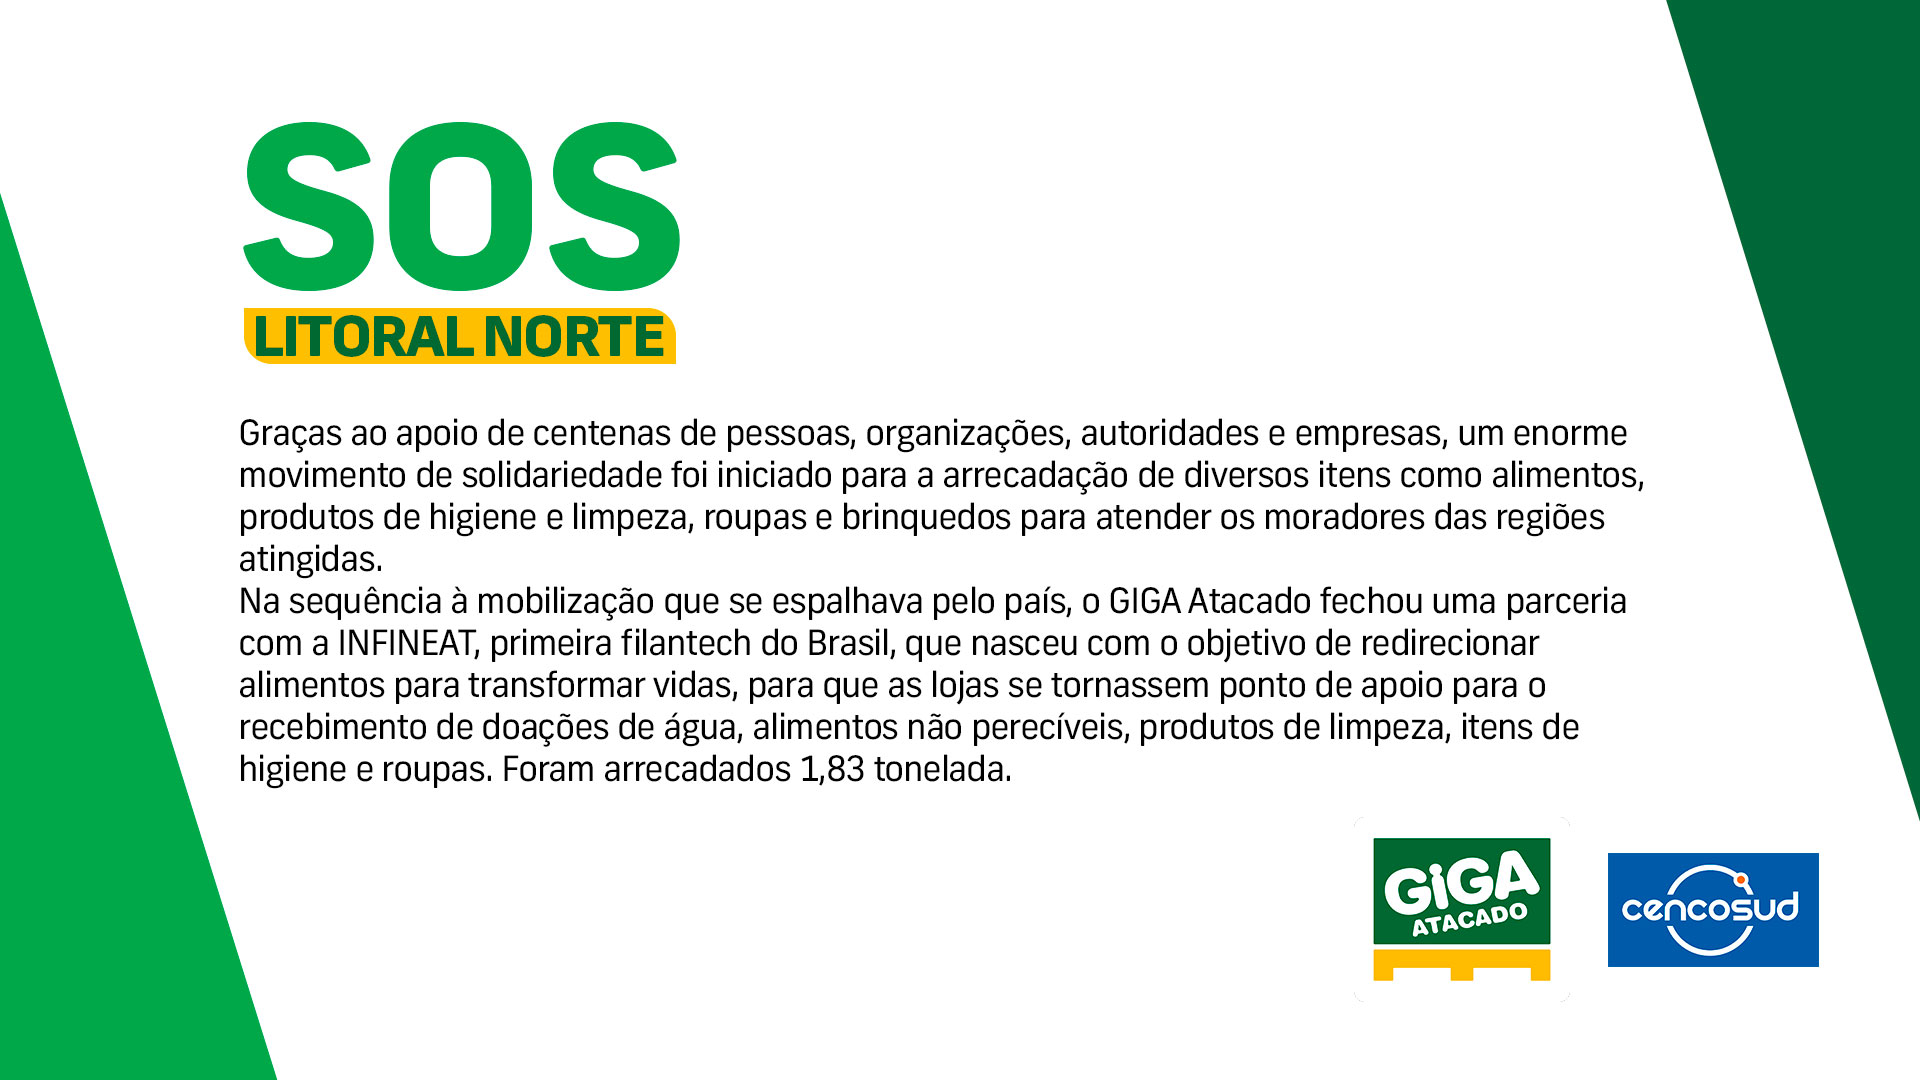 SOS
LITORAL NORTE
Graças ao apoio de centenas de pessoas, organizações, autoridades e empresas, um enorme
movimento de solidariedade foi iniciado para a arrecadação de diversos itens como alimentos,
produtos de higiene e limpeza, roupas e brinquedos para atender os moradores das regiões
atingidas.
Na sequência à mobilização que se espalhava pelo país, o GIGA Atacado fechou uma parceria
com a INFINEAT, primeira filantech do Brasil, que nasceu com o objetivo de redirecionar
alimentos para transformar vidas, para que as lojas se tornassem ponto de apoio para o
recebimento de doações de água, alimentos não perecíveis, produtos de limpeza, itens de
higiene e roupas. Foram arrecadados 1,83 tonelada.
GiGA
ATACADO
cencosud